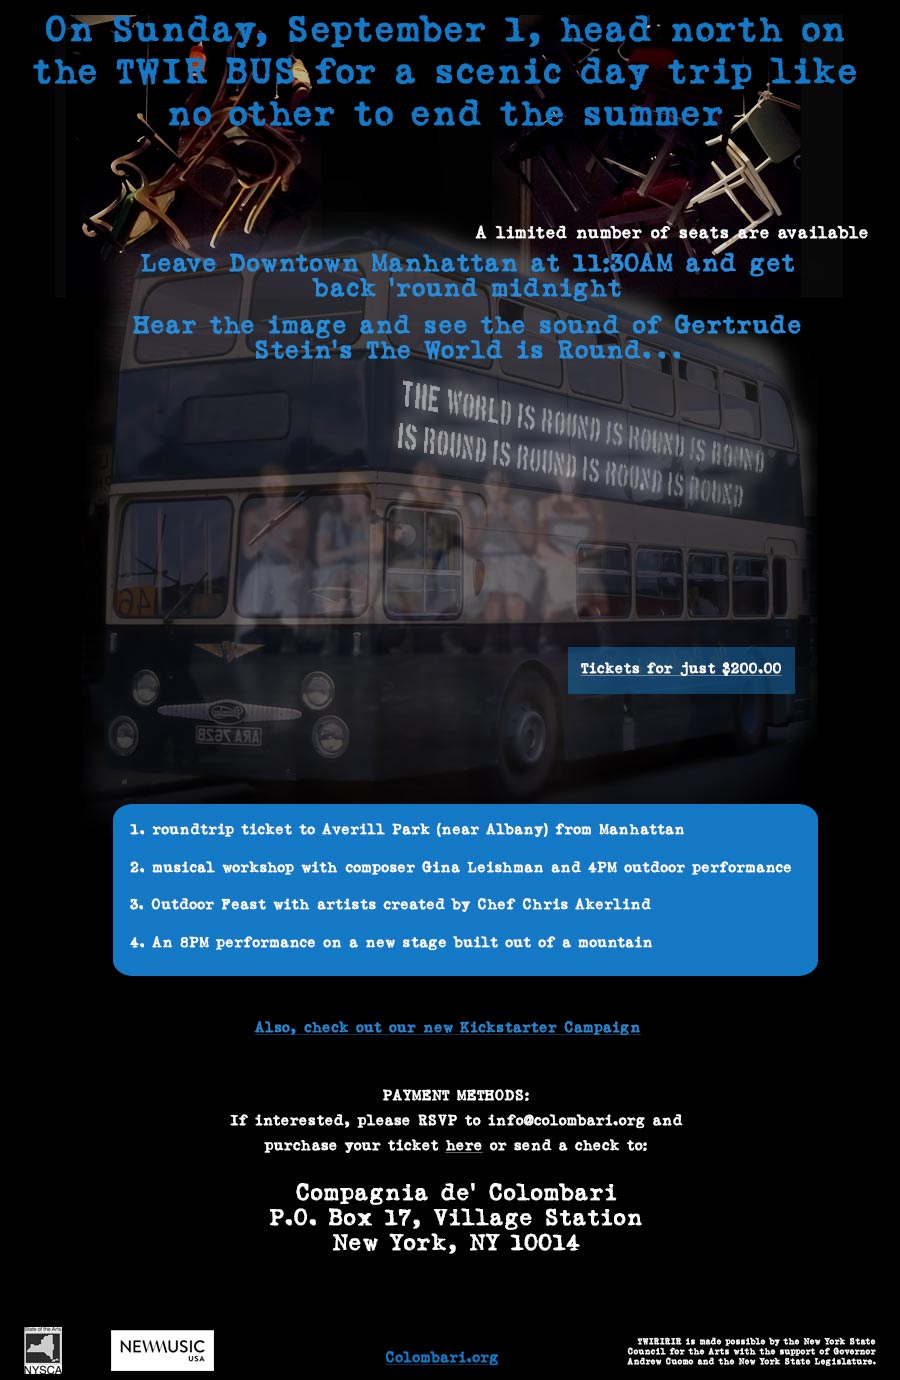 On Sunday, September 1, head north on
the TWIR BUS for a scenic day trip like
no other to end the summer
A limited number of seats are available
Leave Downtown Manhattan at 11:30AM and get
back 'round midnight
Hear the image and see the sound of Gertrude
Stein's The World is Round...
THE WORLD IS ROUND IS ROUND IS ROUND
IS ROUND IS ROUND IS ROUND IS ROUND
46
ARA 762B
Tickets for just $200.00
1. roundtrip ticket to Averill Park (near Albany) from Manhattan
2. musical workshop with composer Gina Leishman and 4PM outdoor performance
3. Outdoor Feast with artists created by Chef Chris Akerlind
4. An 8PM performance on a new stage built out of a mountain
Also, check out our new Kickstarter Campaign
PAYMENT METHODS:
If interested, please RSVP to info@colombari.org and
purchase your ticket here or send a check to:
Compagnia de' Colombari
P.O. Box 17, Village Station
New York, NY 10014
State of the Arts
NYSCA
NEWMUSIC
USA
Colombari.org
TWIRIRIR is made possible by the New York State
Council for the Arts with the support of Governor
Andrew Cuomo and the New York State Legislature.